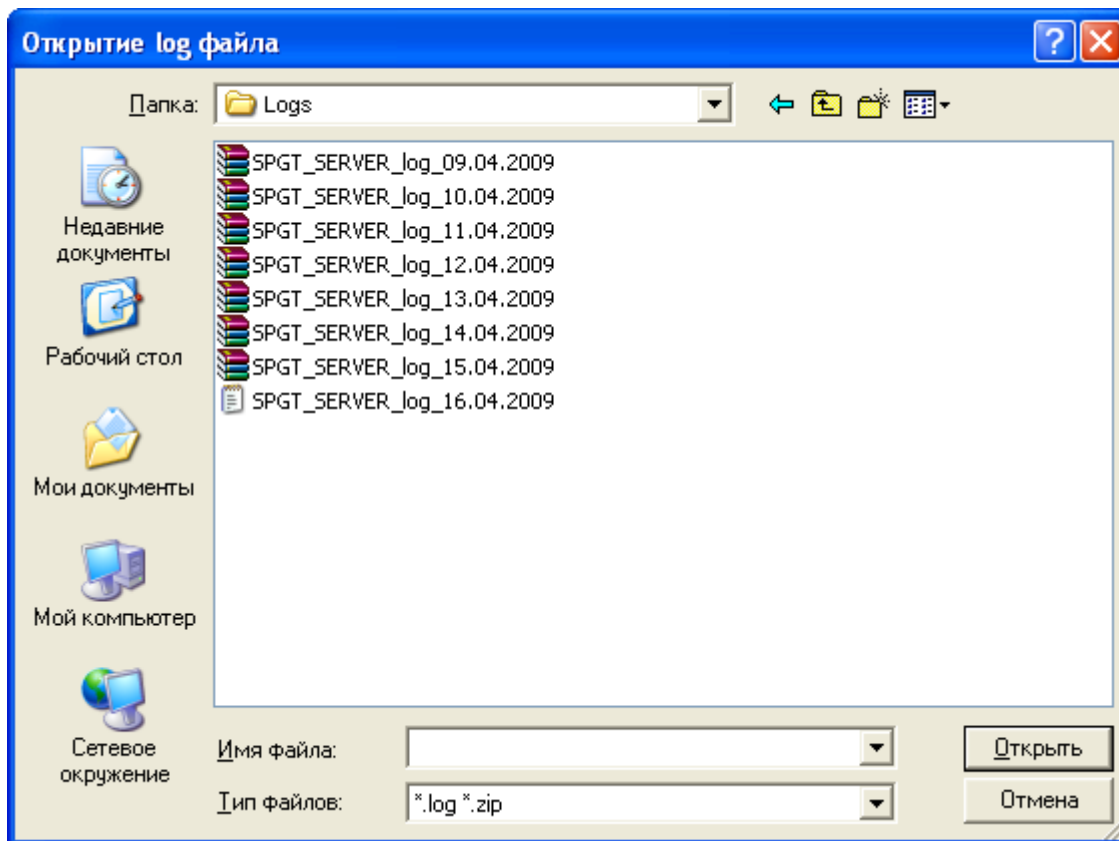 Открытие log файла
Папка: Logs
SPGT_SERVER_log_09.04.2009
SPGT_SERVER_log_10.04.2009
SPGT_SERVER_log_11.04.2009
SPGT_SERVER_log_12.04.2009
SPGT_SERVER_log_13.04.2009
SPGT_SERVER_log_14.04.2009
SPGT_SERVER_log_15.04.2009
SPGT_SERVER_log_16.04.2009
Недавние
документы
Рабочий стол
Мои документы
Мой компьютер
Сетевое
окружение
Имя файла:
Открыть
Тип файлов: *.log *.zip
Отмена